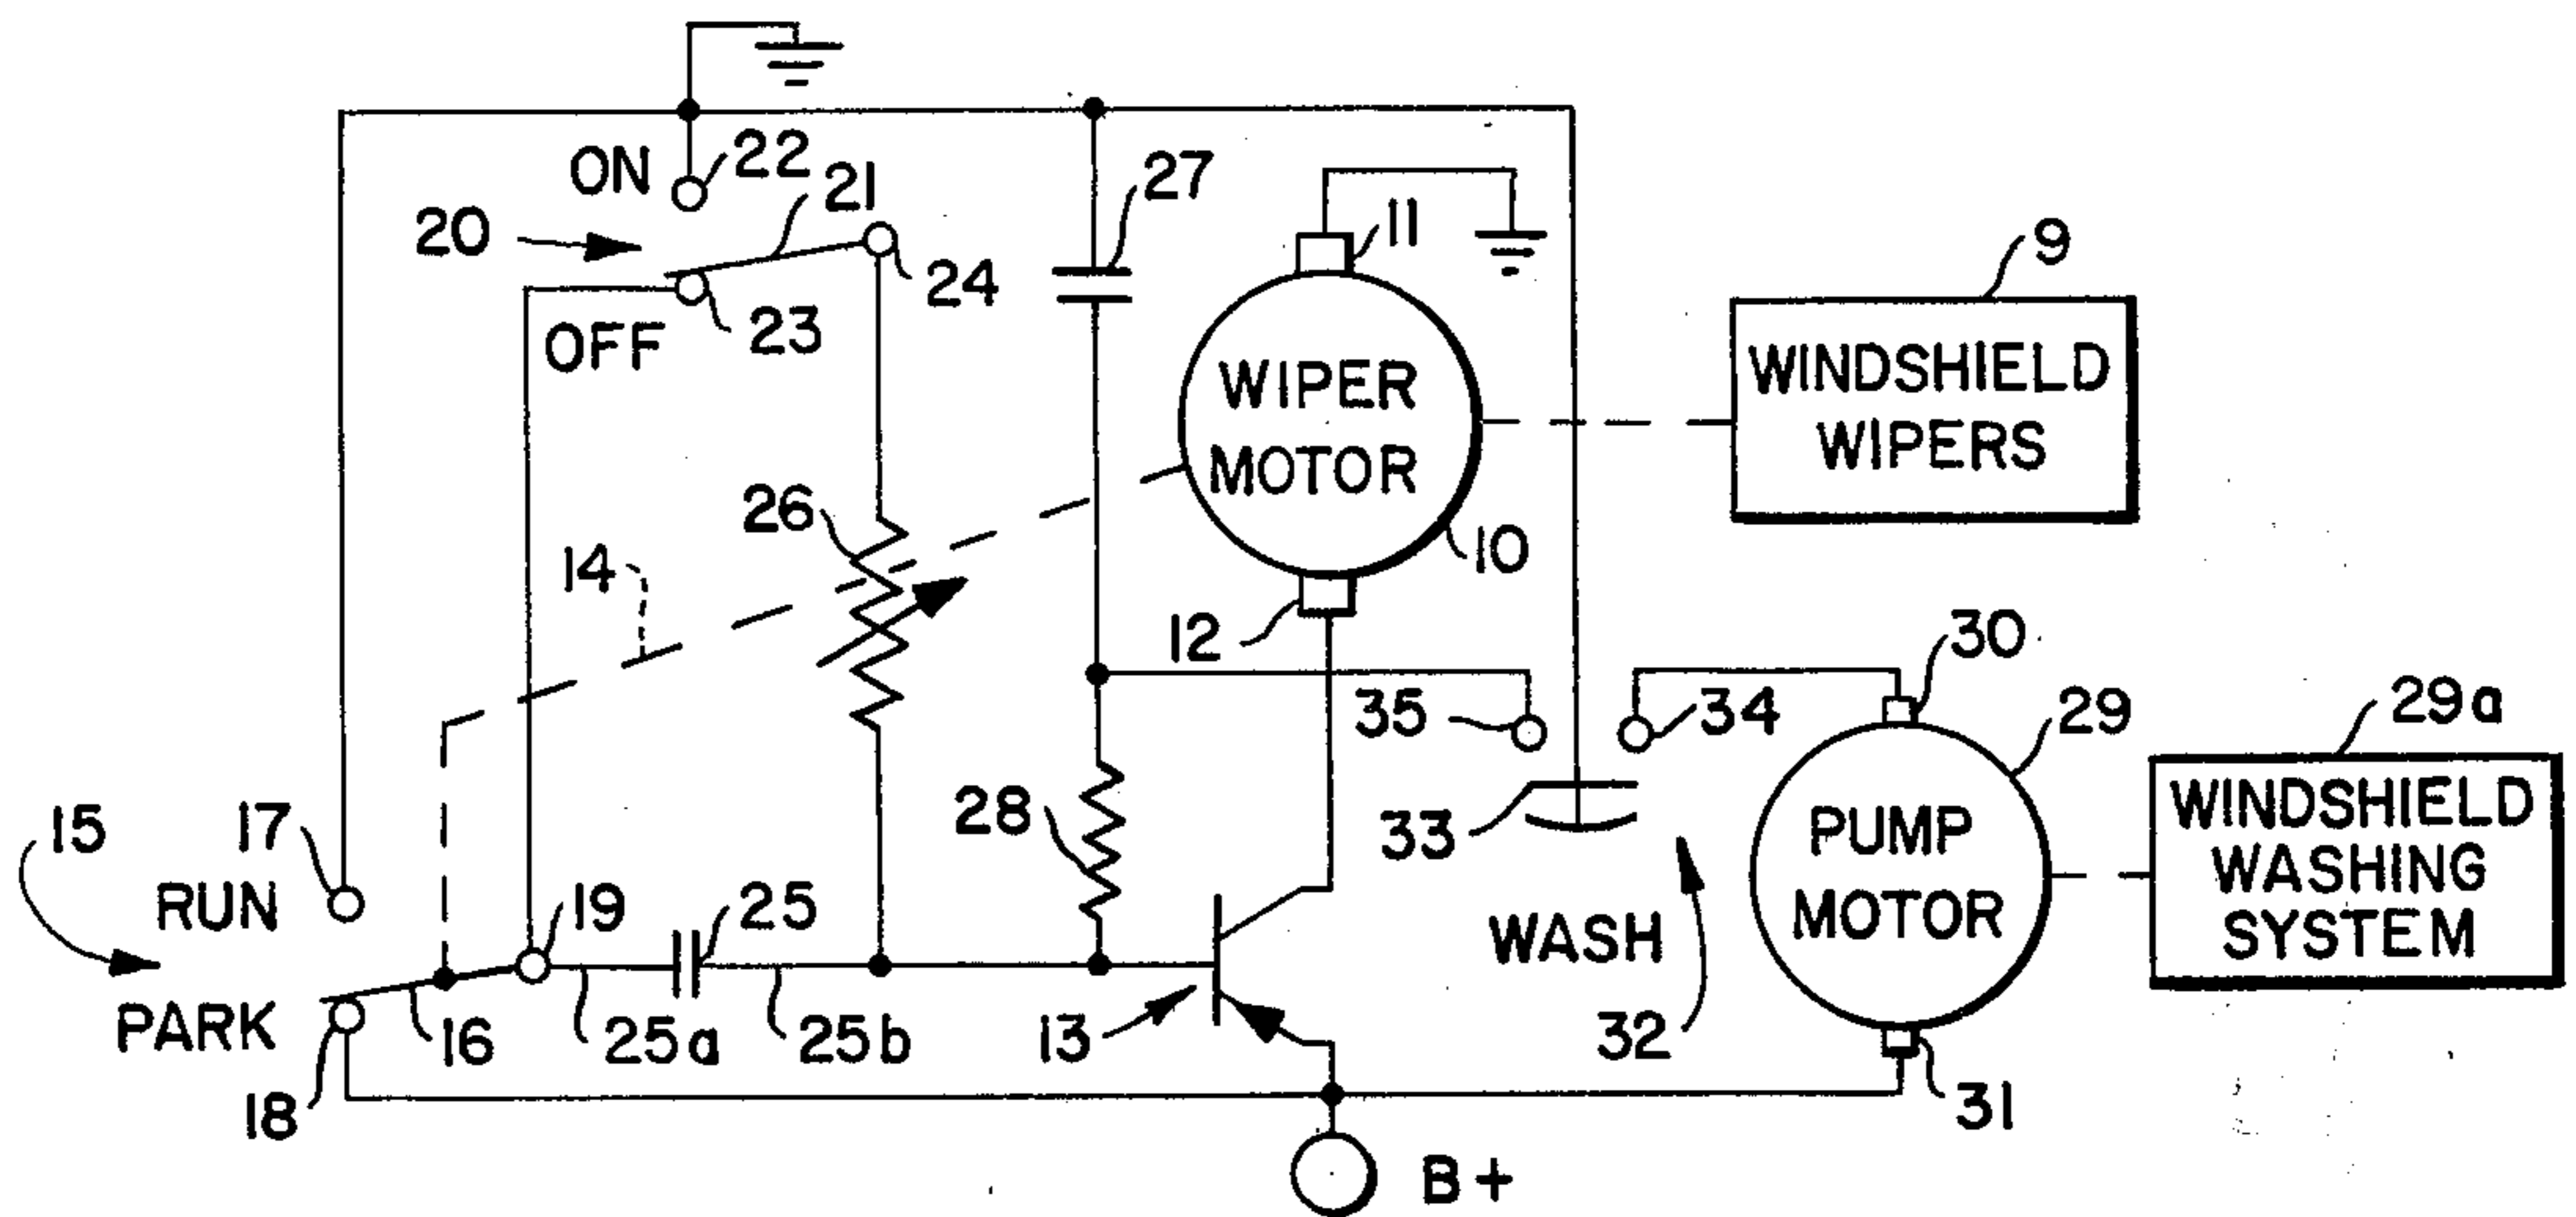 ON
22
21
20
24
23
OFF
27
11
9
WINDSHIELD
WIPERS
WIPER
MOTOR
10
26
14
12
30
29
29a
35
34
33
28
PUMP
MOTOR
WINDSHIELD
WASHING
SYSTEM
15
17
RUN
19
25
WASH
PARK
16
25a
25b
13
32
18
31
B+